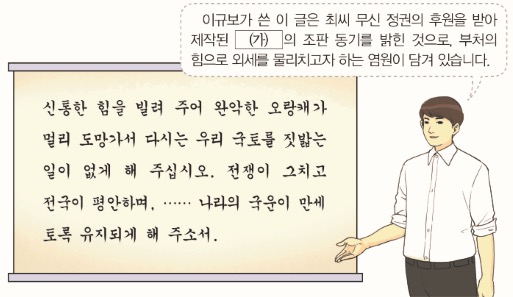 이규보가 쓴 이 글은 최씨 무신 정권의 후원을 받아
제작된 (가) 의 조판 동기를 밝힌 것으로, 부처의
힘으로 외세를 물리치고자 하는 염원이 담겨 있습니다.
신통한 힘을 빌려 주어 완악한 오랑캐가
멀리 도망가서 다시는 우리 국토를 짓밟는
일이 없게 해 주십시오. 전쟁이 그치고
전국이 평안하며, …… 나라의 국운이 만세
토록 유지되게 해 주소서.